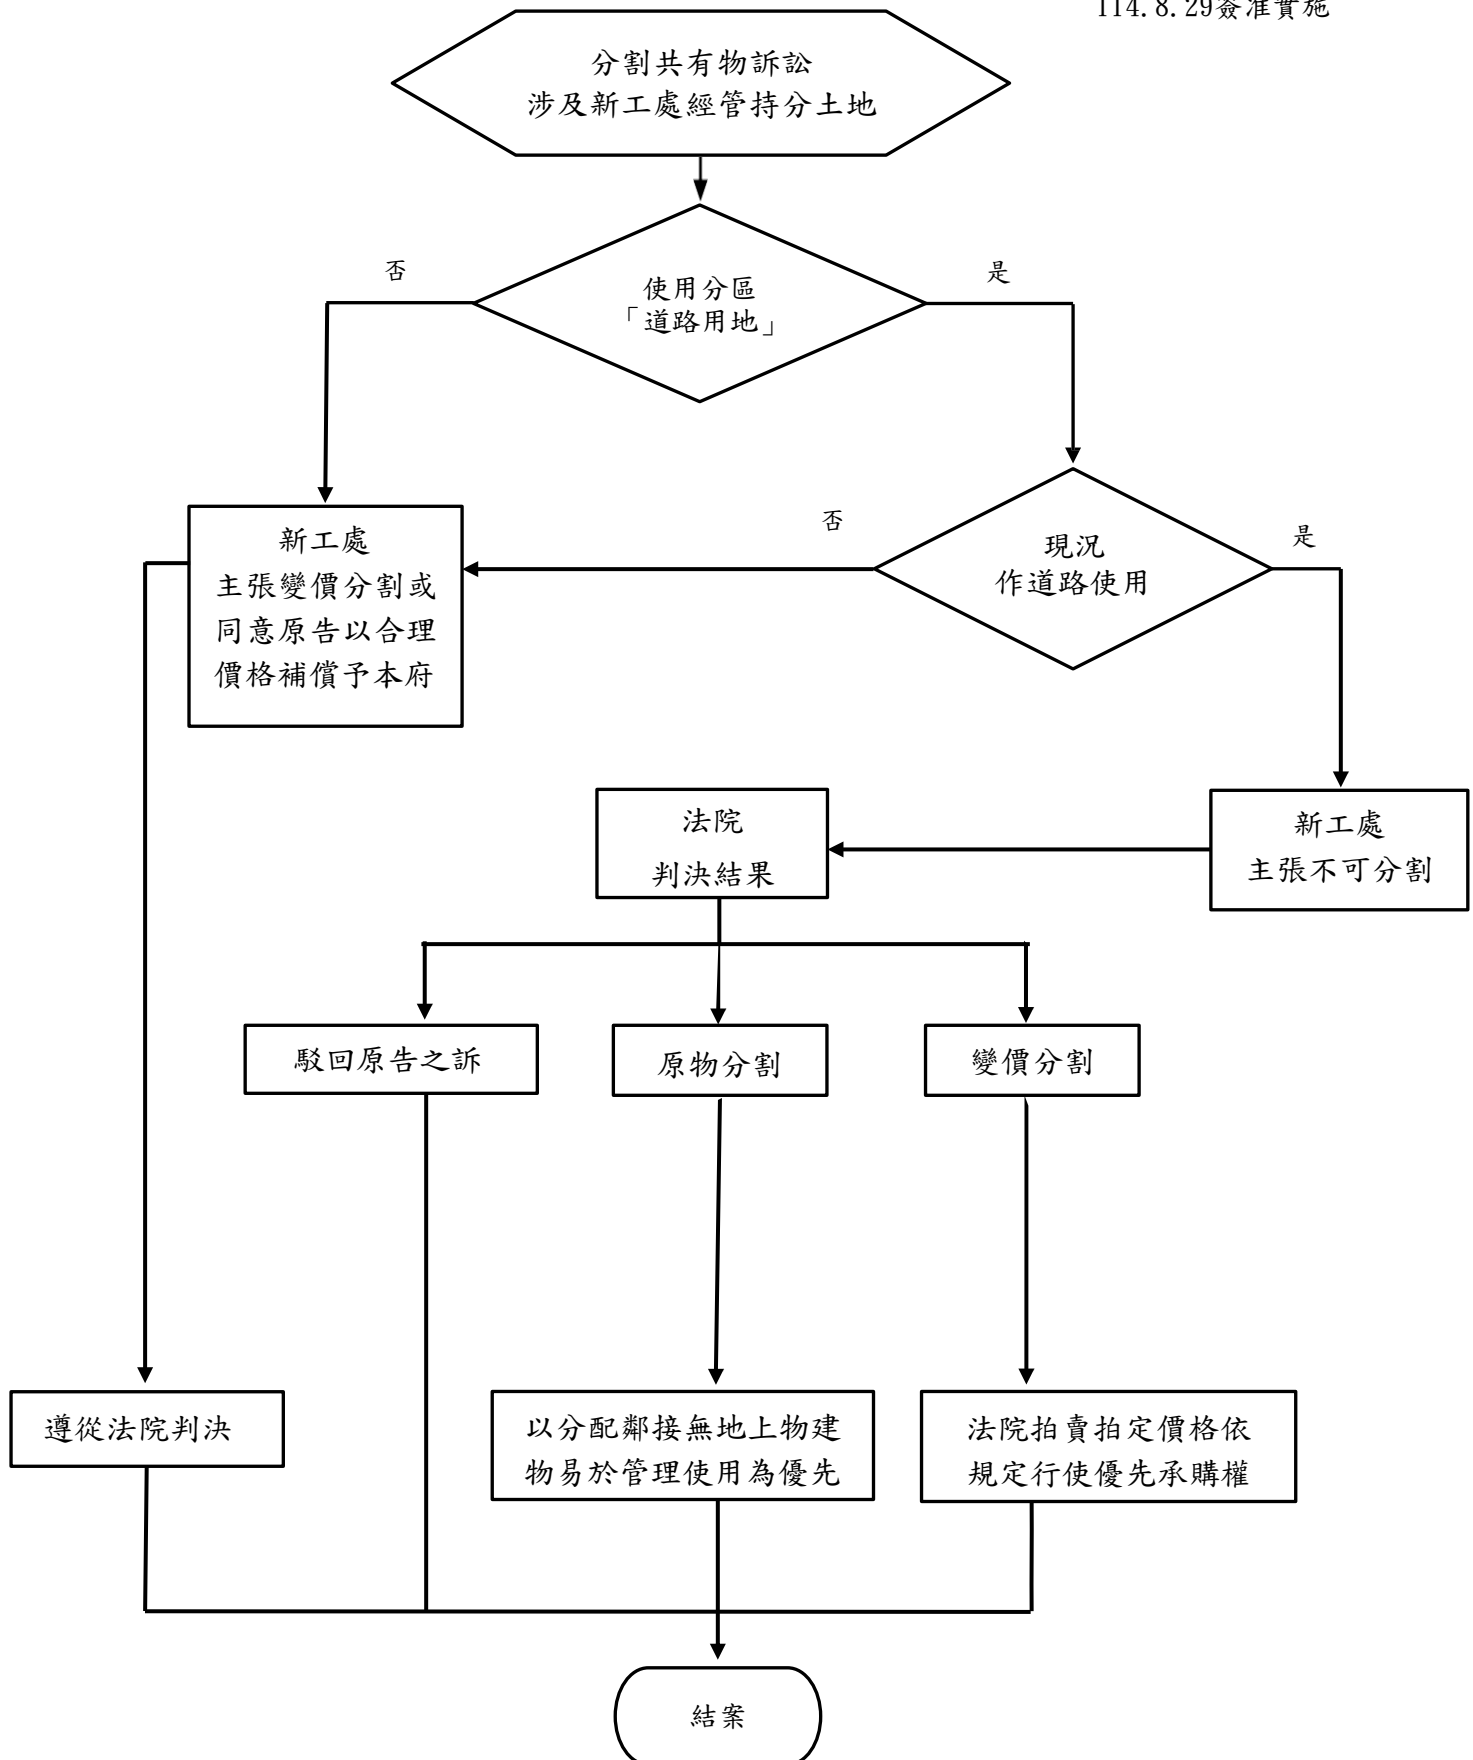 114.8.29簽准實施
分割共有物訴訟
涉及新工處經管持分土地
否
是
使用分區
「道路用地」
否
是
現況
作道路使用
新工處
主張變價分割或
同意原告以合理
價格補償予本府
法院
判決結果
新工處
主張不可分割
駁回原告之訴
原物分割
變價分割
遵從法院判決
以分配鄰接無地上物建
物易於管理使用為優先
法院拍賣拍定價格依
規定行使優先承購權
結案